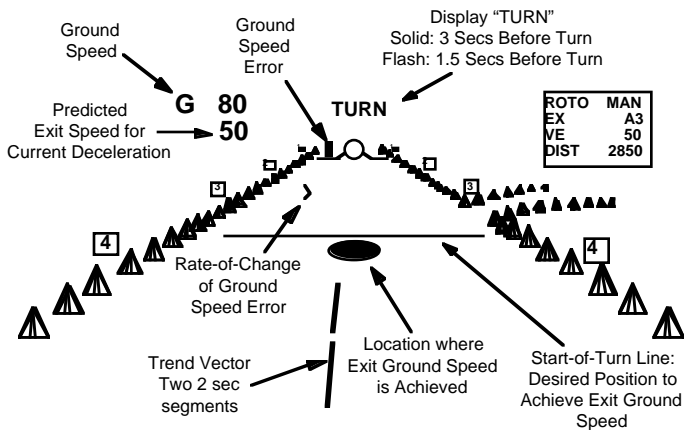 Ground
Speed
Ground
Speed
Error
Display “TURN”
Solid: 3 Secs Before Turn
Flash: 1.5 Secs Before Turn
G 80
50
TURN
Predicted
Exit Speed for
Current Deceleration
ROTO MAN
EX A3
VE 50
DIST 2850
3
3
4
4
Rate-of-Change
of Ground
Speed Error
Trend Vector
Two 2 sec
segments
Location where
Exit Ground Speed
is Achieved
Start-of-Turn Line:
Desired Position to
Achieve Exit Ground
Speed